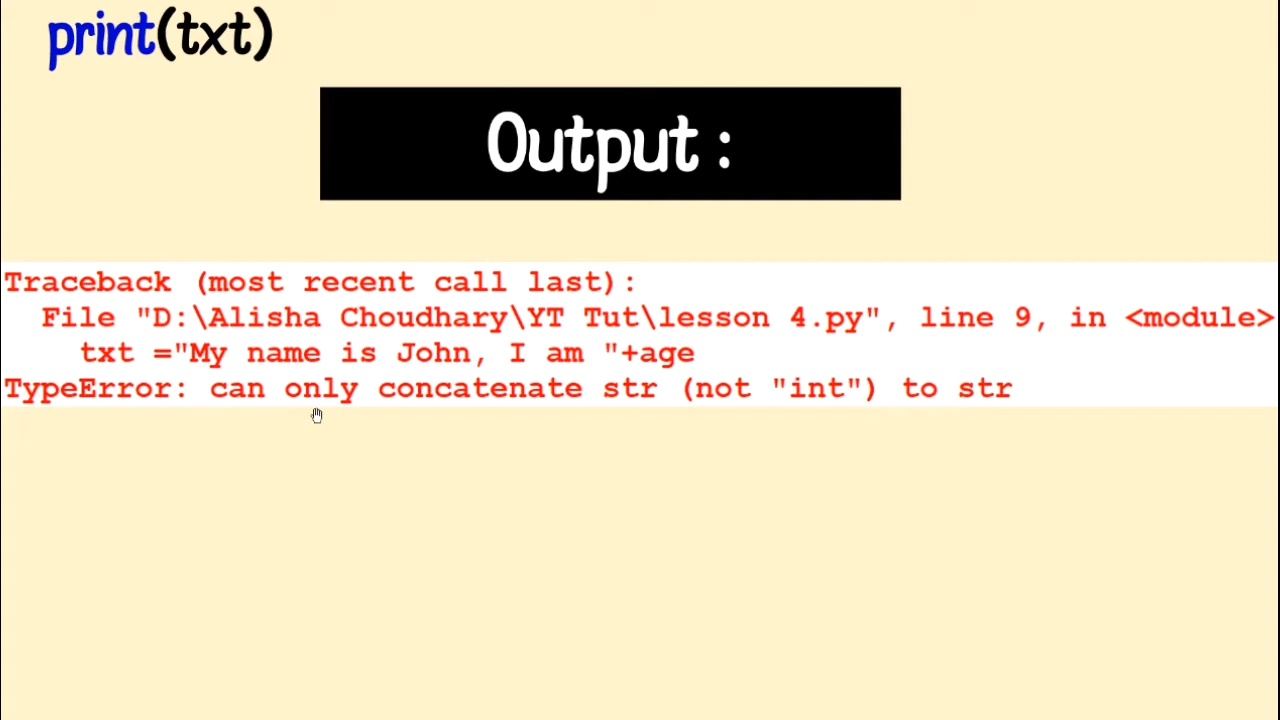 print(txt)
Output :
Traceback (most recent call last):
  File "D:\Alisha Choudhary\YT Tut\lesson 4.py", line 9, in <module>
    txt ="My name is John, I am "+age
TypeError: can only concatenate str (not "int") to str